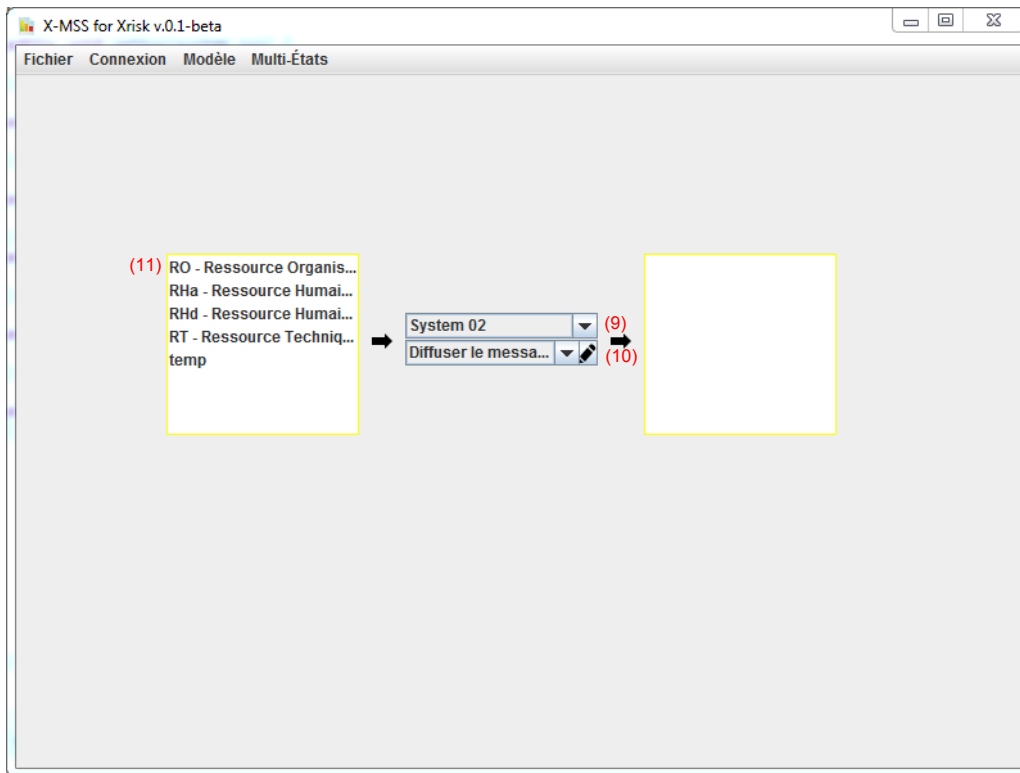 X-MSS for Xrisk v.0.1-beta
Fichier Connexion Modèle Multi-États
(11) RO - Ressource Organis...
RHa - Ressource Humai...
RHd - Ressource Humai...
RT - Ressource Techniq...
temp
System 02 (9)
Diffuser le messa... (10)